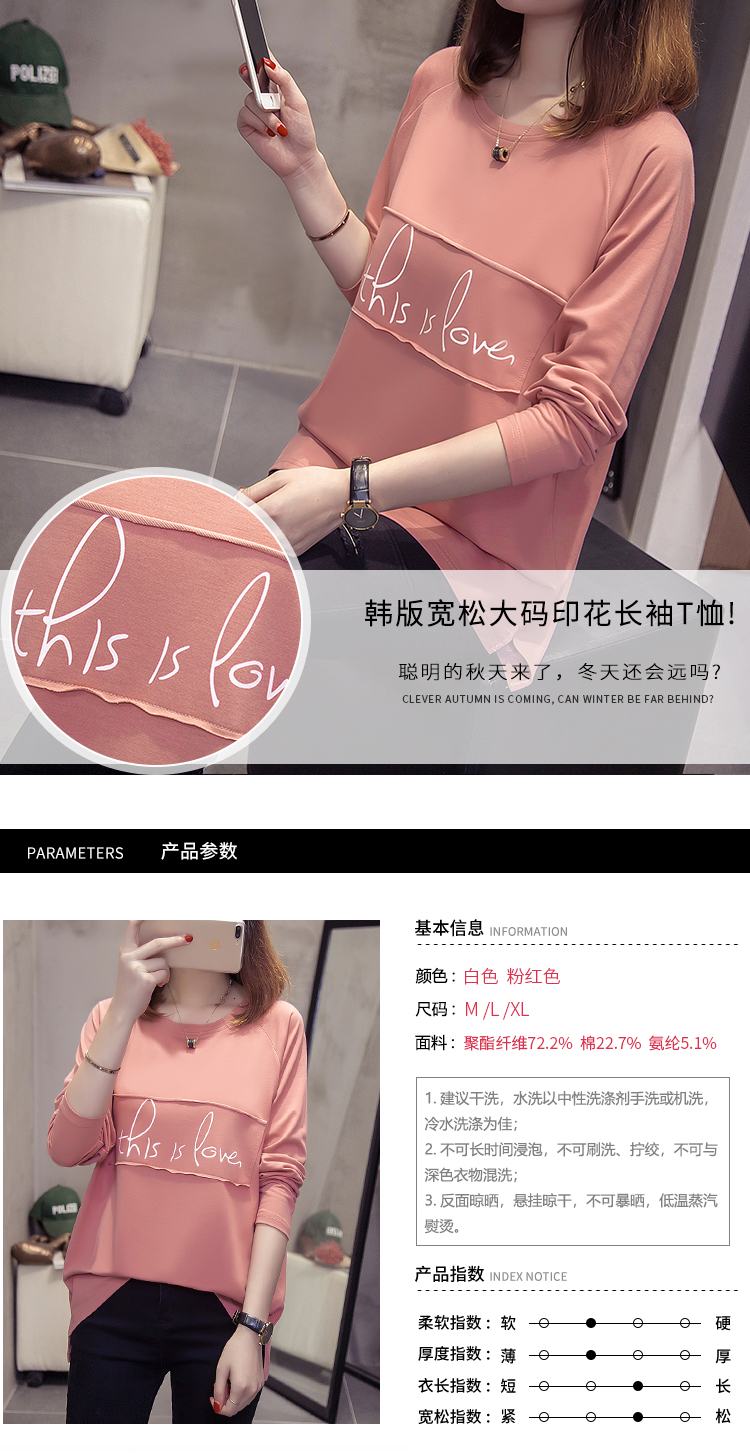 POLIZEI
this is love
this is lov
韩版宽松大码印花长袖T恤!
聪明的秋天来了，冬天还会远吗?
CLEVER AUTUMN IS COMING, CAN WINTER BE FAR BEHIND?
PARAMETERS 产品参数
基本信息 INFORMATION
颜色： 白色 粉红色
尺码： M /L /XL
面料： 聚酯纤维72.2% 棉22.7% 氨纶5.1%
this is love
1. 建议干洗，水洗以中性洗涤剂手洗或机洗，
冷水洗涤为佳；
2. 不可长时间浸泡，不可刷洗、拧绞，不可与
深色衣物混洗；
3. 反面晾晒，悬挂晾干，不可暴晒，低温蒸汽
熨烫。
POLIZEI
产品指数 INDEX NOTICE
柔软指数： 软 硬
厚度指数： 薄 厚
衣长指数： 短 长
宽松指数： 紧 松